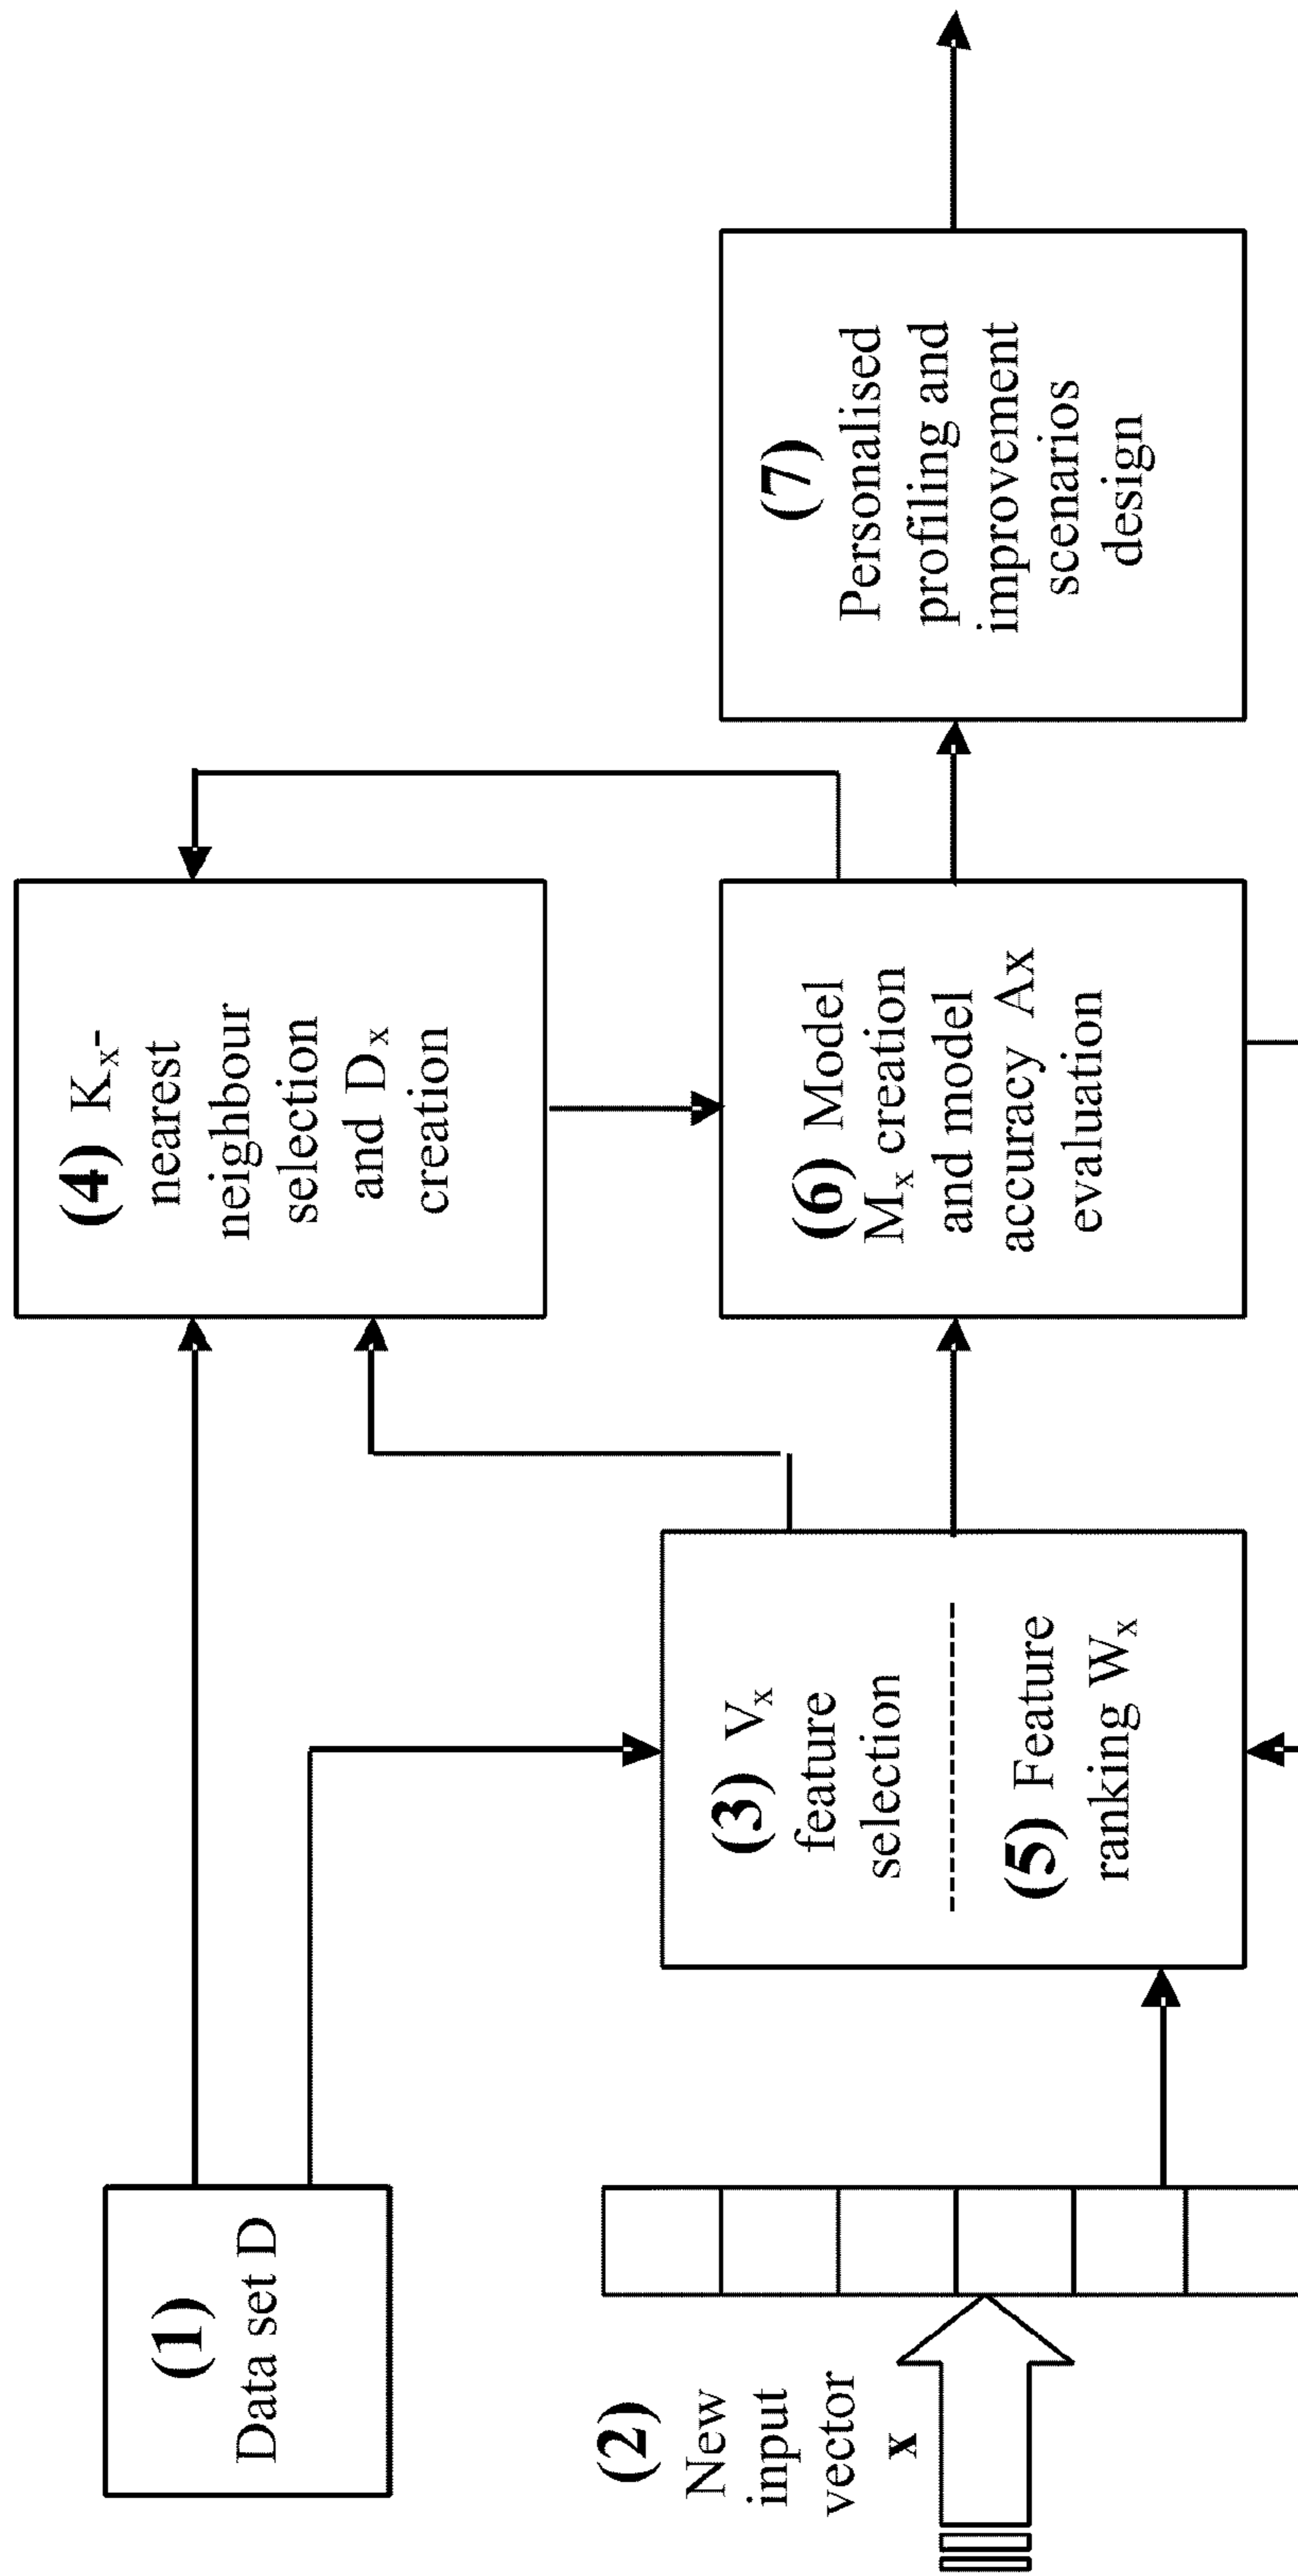 (1)
Data set D
(2)
New
input
vector
x
(3) Vₓ
feature
selection
(5) Feature
ranking Wₓ
(4) Kₓ-
nearest
neighbour
selection
and Dₓ
creation
(6) Model
Mₓ creation
and model
accuracy Ax
evaluation
(7)
Personalised
profiling and
improvement
scenarios
design